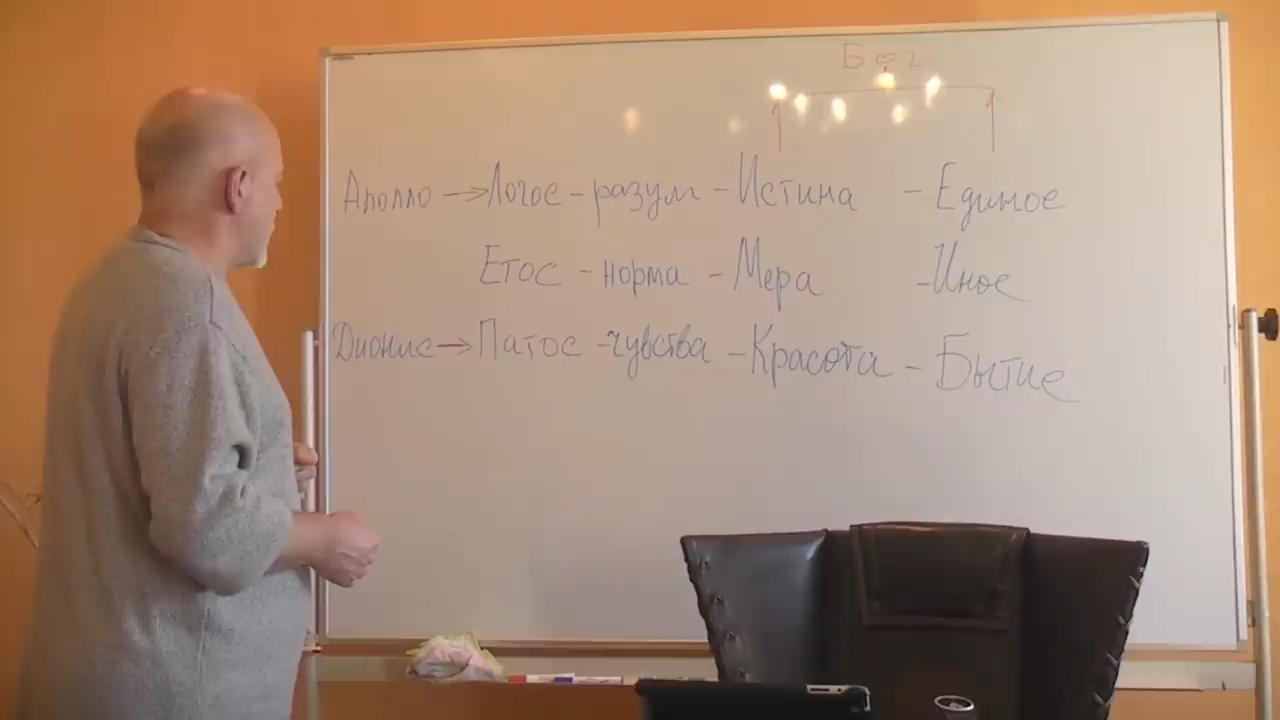 Бог
Аполло → Логос – разум – Истина – Единое
Етос – норма – Мера – Иное
Дионис → Патос – чувства – Красота – Бытие